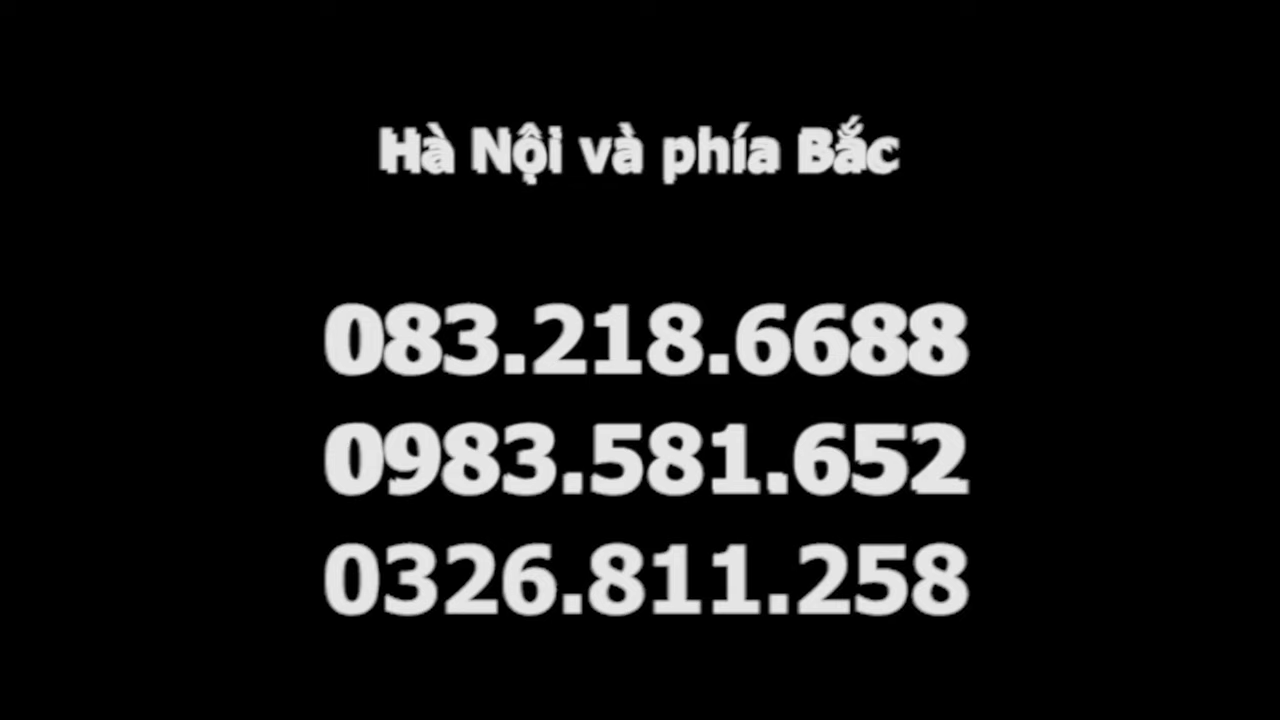 Hà Nội và phía Bắc
083.218.6688
0983.581.652
0326.811.258